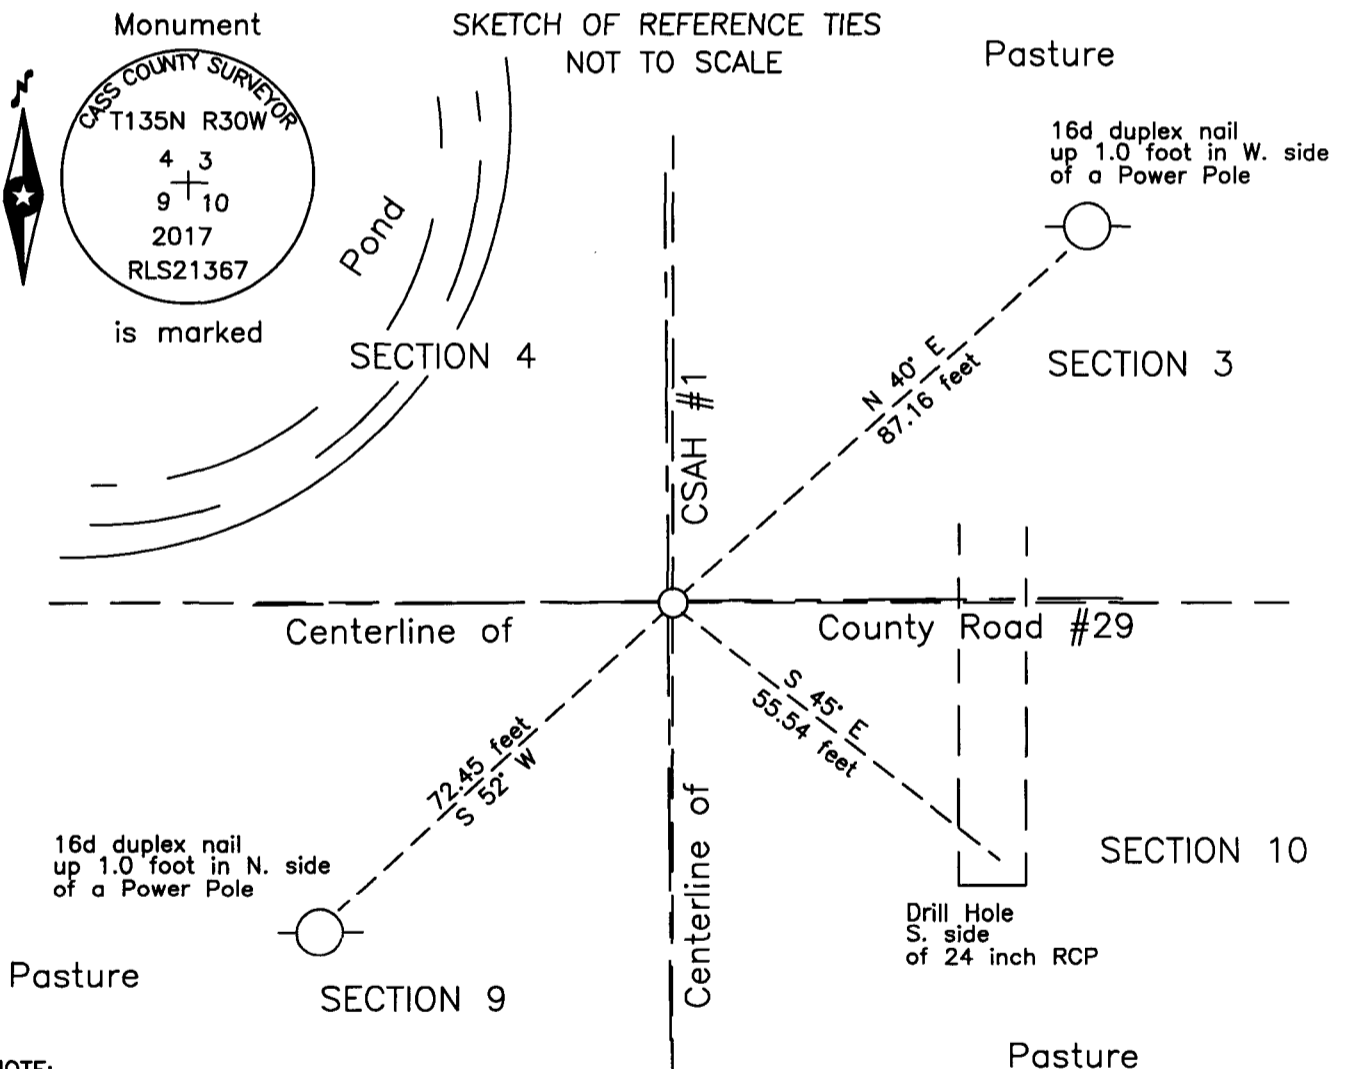 Monument
SKETCH OF REFERENCE TIES
NOT TO SCALE
Pasture
N
CASS COUNTY SURVEYOR
T135N R30W
4 3
9 10
2017
RLS21367
is marked
Pond
16d duplex nail
up 1.0 foot in W. side
of a Power Pole
SECTION 4
SECTION 3
N 40° E
87.16 feet
CSAH #1
Centerline of
County Road #29
S 45° E
55.54 feet
72.45 feet
S 52° W
Centerline of
16d duplex nail
up 1.0 foot in N. side
of a Power Pole
SECTION 10
Drill Hole
S. side
of 24 inch RCP
Pasture
SECTION 9
Pasture
NOTE: